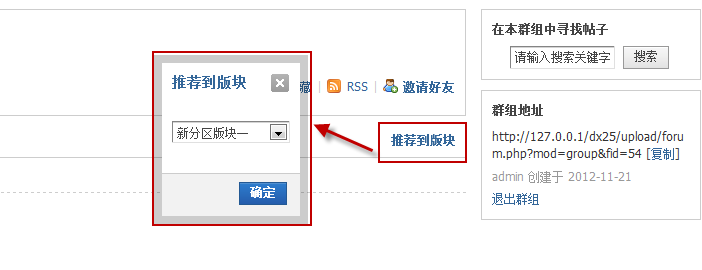 推荐到版块
藏
RSS
邀请好友
新分区版块一
确定
推荐到版块
在本群组中寻找帖子
请输入搜索关键字
搜索
群组地址
http://127.0.0.1/dx25/upload/foru
m.php?mod=group&fid=54 [复制]
admin 创建于 2012-11-21
退出群组